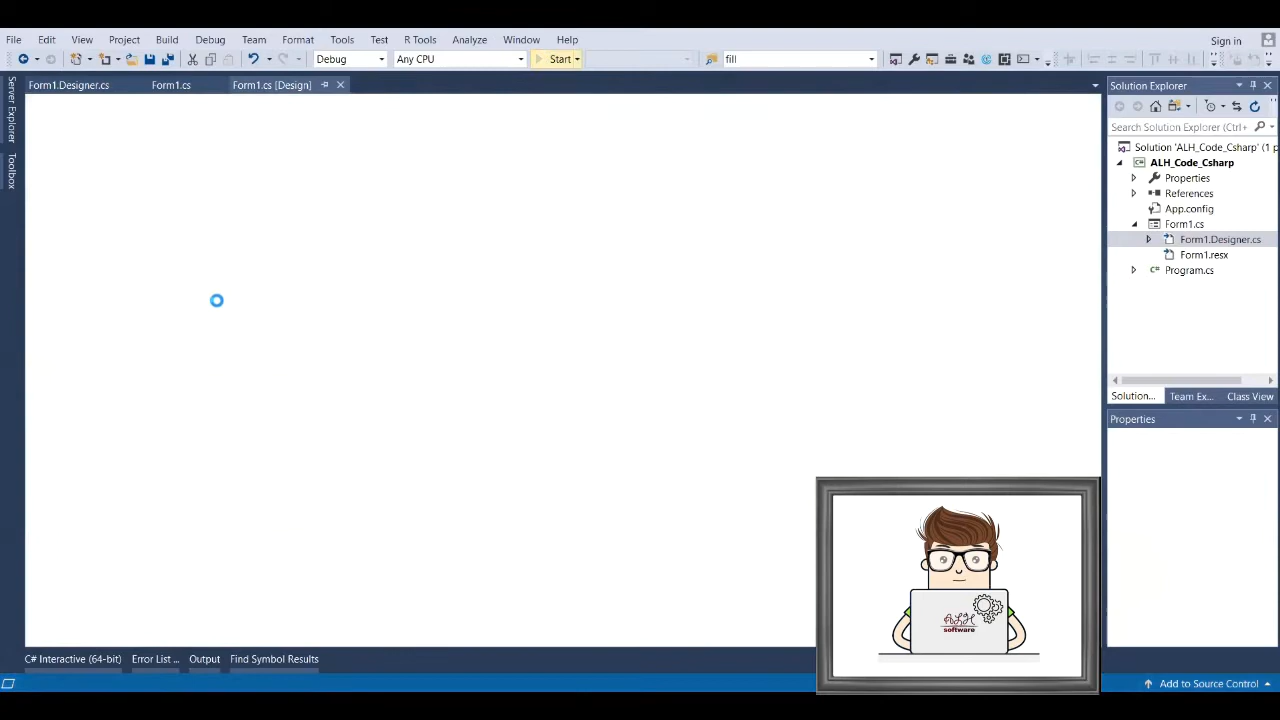 File Edit View Project Build Debug Team Format Tools Test R Tools Analyze Window Help
Sign in
Debug Any CPU Start fill
Form1.Designer.cs Form1.cs Form1.cs [Design]
Server Explorer
Toolbox
Solution Explorer
Search Solution Explorer (Ctrl+
Solution 'ALH_Code_Csharp' (1 p
ALH_Code_Csharp
Properties
References
App.config
Form1.cs
Form1.Designer.cs
Form1.resx
Program.cs
Solution... Team Ex... Class View
Properties
ALH
software
C# Interactive (64-bit) Error List ... Output Find Symbol Results
Add to Source Control